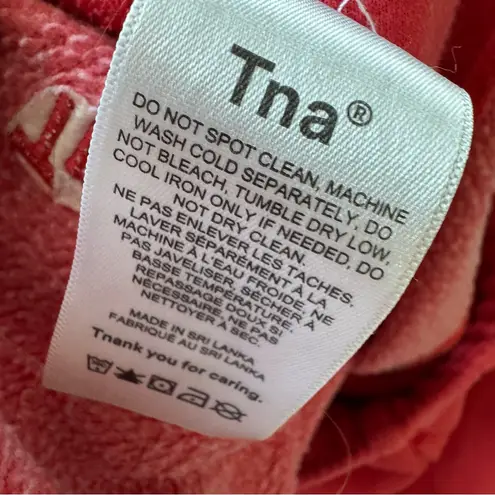 Tna®
DO NOT SPOT CLEAN, MACHINE
WASH COLD SEPARATELY, DO
NOT BLEACH, TUMBLE DRY LOW,
COOL IRON ONLY IF NEEDED, DO
NOT DRY CLEAN.
NE PAS ENLEVER LES TACHES.
LAVER SÉPARÉMENT À LA
MACHINE À L'EAU FROIDE, NE
PAS JAVELISER, SÉCHER À
BASSE TEMPÉRATURE,
REPASSAGE DOUX SI
NÉCESSAIRE, NE PAS
NETTOYER À SEC.
MADE IN SRI LANKA
FABRIQUÉ AU SRI LANKA
Tnank you for caring.